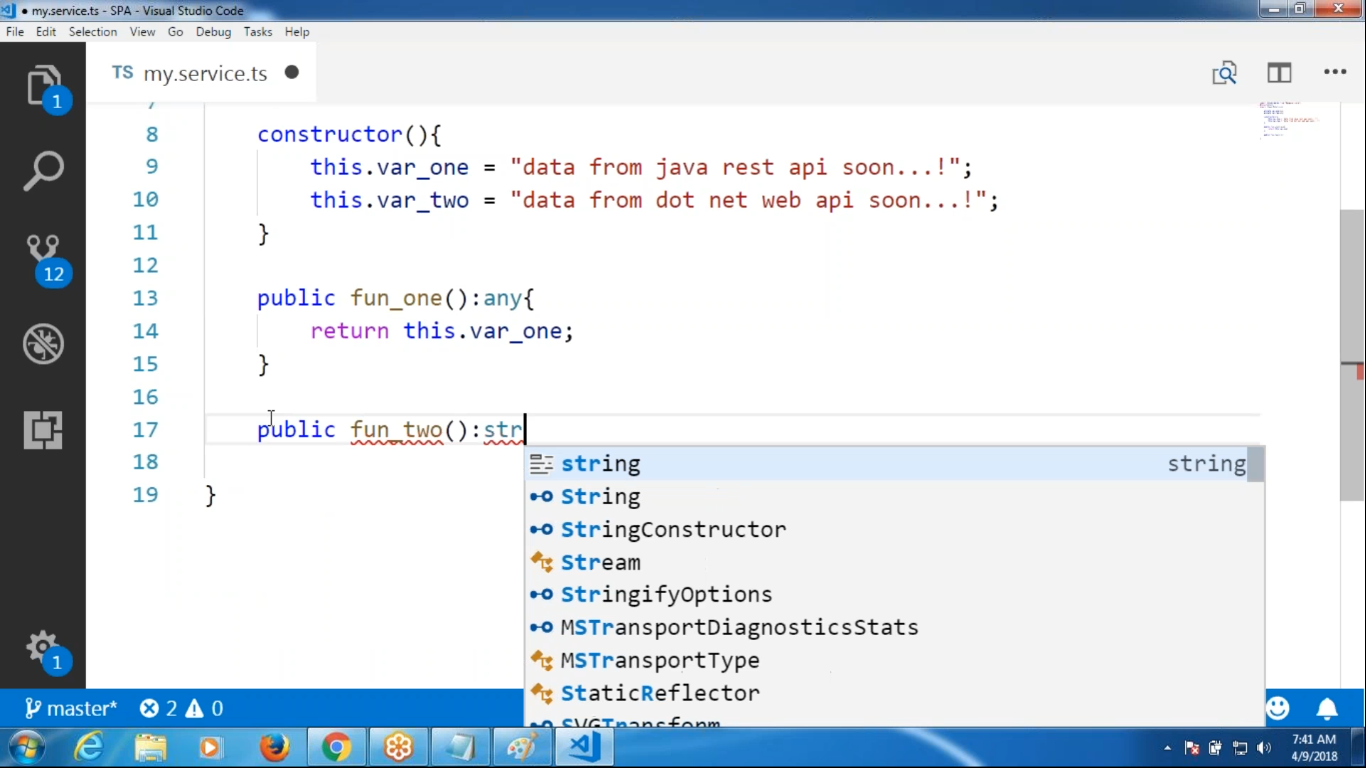 ● my.service.ts - SPA - Visual Studio Code
File Edit Selection View Go Debug Tasks Help
TS my.service.ts ●
7
8 constructor(){
9 this.var_one = "data from java rest api soon...!";
10 this.var_two = "data from dot net web api soon...!";
11 }
12
13 public fun_one():any{
14 return this.var_one;
15 }
16
17 public fun_two():str
18
19 }
string string
String
StringConstructor
Stream
StringifyOptions
MSTransportDiagnosticsStats
MSTransportType
StaticReflector
SVGTransform
1
12
1
master* 2 0
7:41 AM
4/9/2018